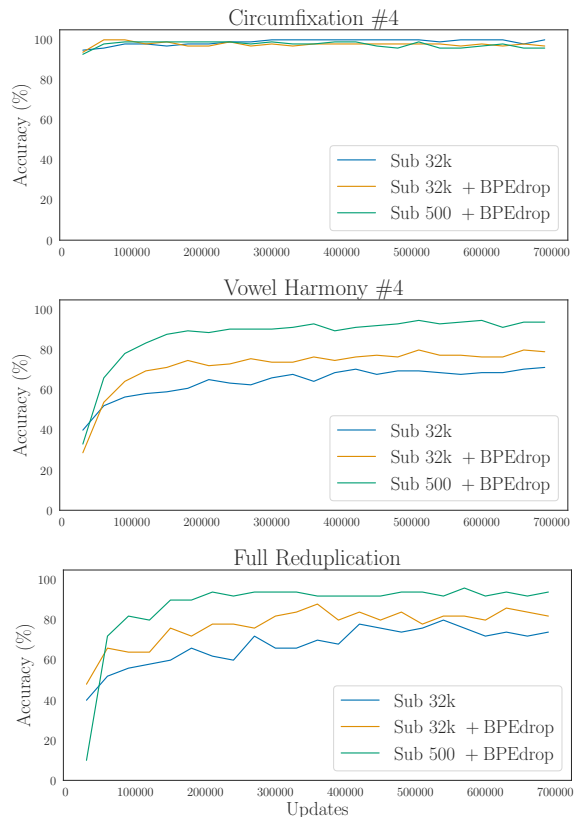 Circumfixation #4
Accuracy (%)
100
80
60
40
20
0
Sub 32k
Sub 32k + BPEdrop
Sub 500 + BPEdrop
0 100000 200000 300000 400000 500000 600000 700000
Vowel Harmony #4
Accuracy (%)
100
80
60
40
20
0
Sub 32k
Sub 32k + BPEdrop
Sub 500 + BPEdrop
0 100000 200000 300000 400000 500000 600000 700000
Full Reduplication
Accuracy (%)
100
80
60
40
20
0
Sub 32k
Sub 32k + BPEdrop
Sub 500 + BPEdrop
0 100000 200000 300000 400000 500000 600000 700000
Updates